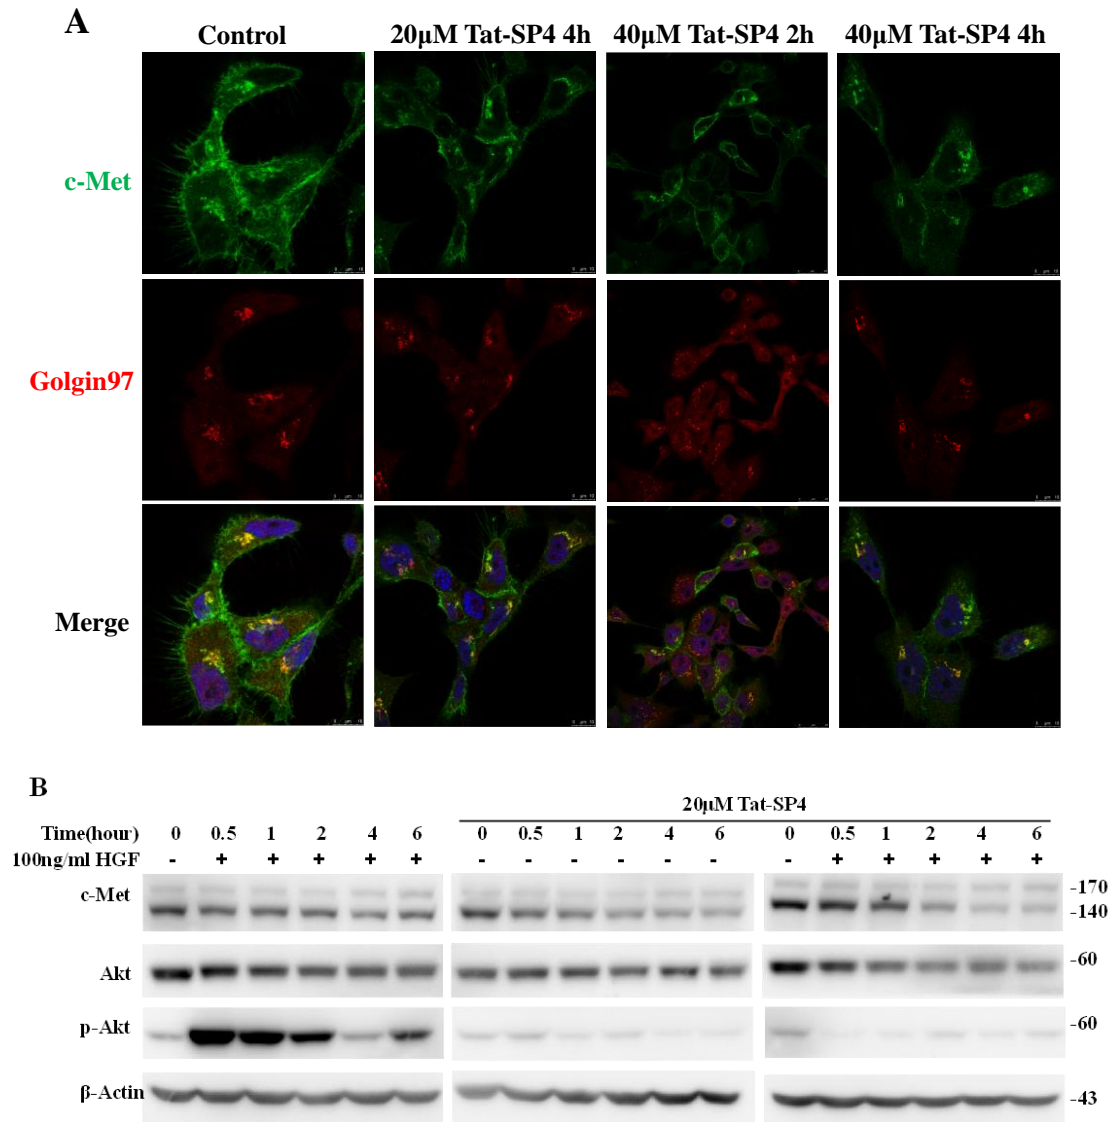 A
Control 20μM Tat-SP4 4h 40μM Tat-SP4 2h 40μM Tat-SP4 4h
c-Met
Golgin97
Merge
B
20μM Tat-SP4
Time(hour) 0 0.5 1 2 4 6 0 0.5 1 2 4 6 0 0.5 1 2 4 6
100ng/ml HGF - + + + + + - - - - - - - + + + + +
c-Met -170
-140
Akt -60
p-Akt -60
β-Actin -43